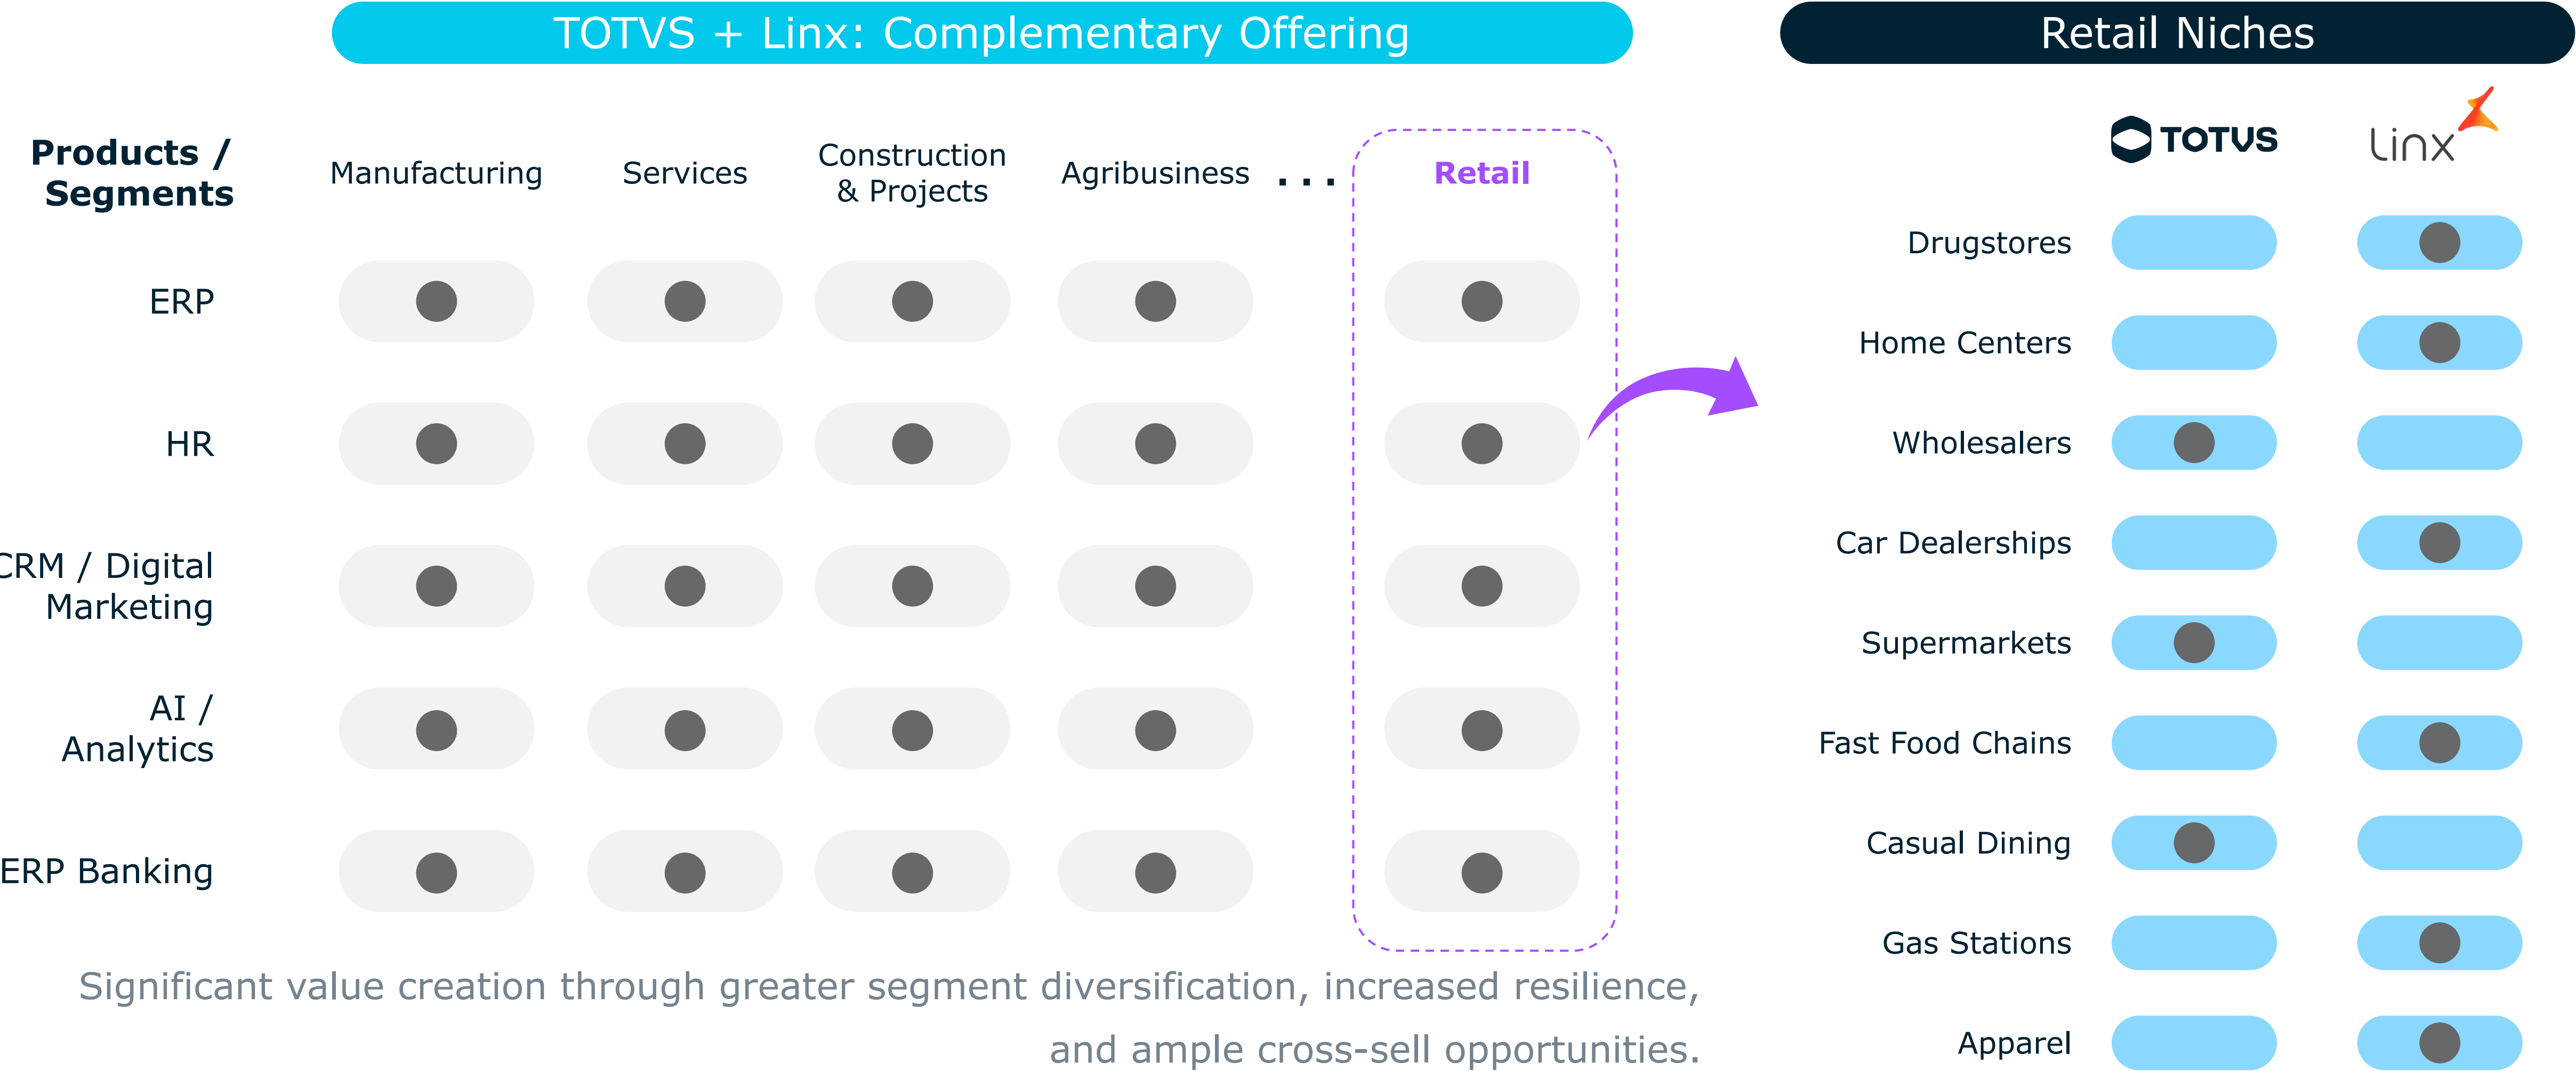 TOTVS + Linx: Complementary Offering
Retail Niches
Products /
Segments
Manufacturing
Services
Construction
& Projects
Agribusiness
...
Retail
TOTVS
Linx
ERP
HR
CRM / Digital
Marketing
AI /
Analytics
ERP Banking
Drugstores
Home Centers
Wholesalers
Car Dealerships
Supermarkets
Fast Food Chains
Casual Dining
Gas Stations
Apparel
Significant value creation through greater segment diversification, increased resilience,
and ample cross-sell opportunities.